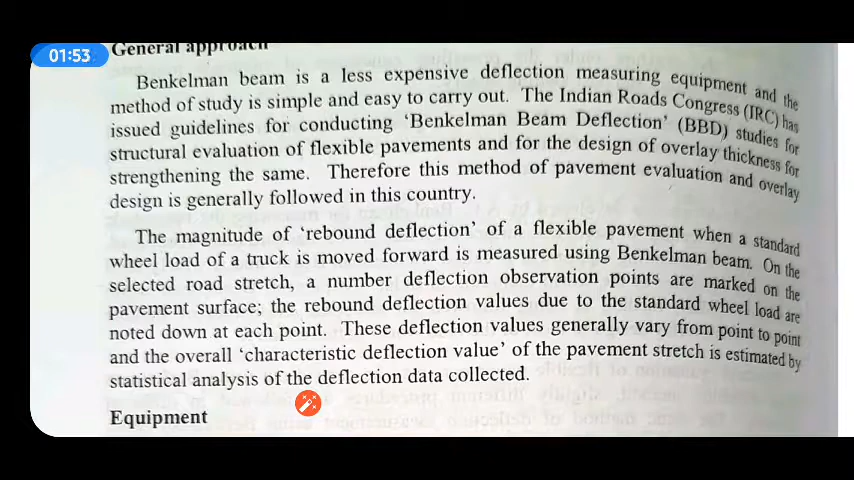 General approach
01:53
Benkelman beam is a less expensive deflection measuring equipment and the
method of study is simple and easy to carry out. The Indian Roads Congress (IRC) has
issued guidelines for conducting ‘Benkelman Beam Deflection’ (BBD) studies for
structural evaluation of flexible pavements and for the design of overlay thickness for
strengthening the same. Therefore this method of pavement evaluation and overlay
design is generally followed in this country.
The magnitude of ‘rebound deflection’ of a flexible pavement when a standard
wheel load of a truck is moved forward is measured using Benkelman beam. On the
selected road stretch, a number deflection observation points are marked on the
pavement surface; the rebound deflection values due to the standard wheel load are
noted down at each point. These deflection values generally vary from point to point
and the overall ‘characteristic deflection value’ of the pavement stretch is estimated by
statistical analysis of the deflection data collected.
Equipment